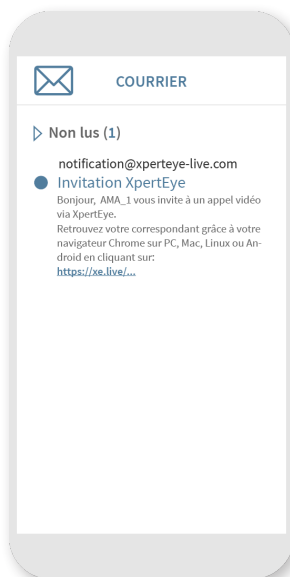 COURRIER
Non lus (1)
notification@xperteye-live.com
Invitation XpertEye
Bonjour, AMA_1 vous invite à un appel vidéo
via XpertEye.
Retrouvez votre correspondant grâce à votre
navigateur Chrome sur PC, Mac, Linux ou An-
droid en cliquant sur:
https://xe.live/...